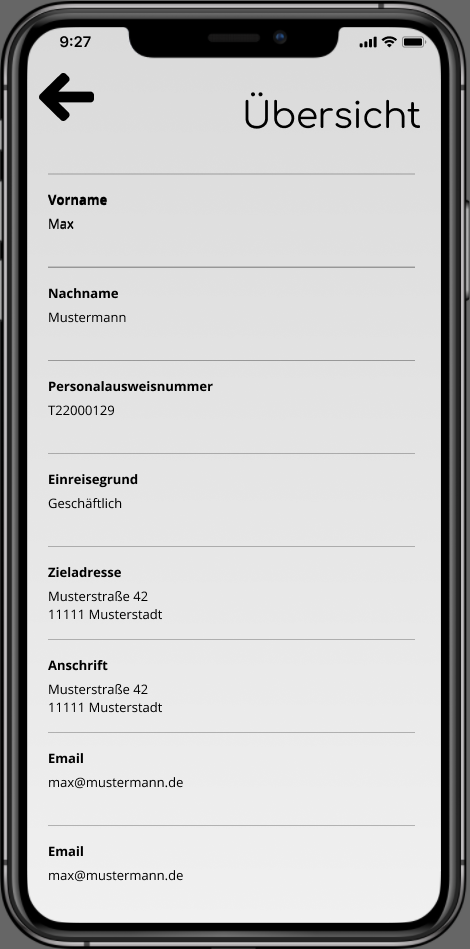 9:27
Übersicht
Vorname
Max
Nachname
Mustermann
Personalausweisnummer
T22000129
Einreisegrund
Geschäftlich
Zieladresse
Musterstraße 42
11111 Musterstadt
Anschrift
Musterstraße 42
11111 Musterstadt
Email
max@mustermann.de
Email
max@mustermann.de